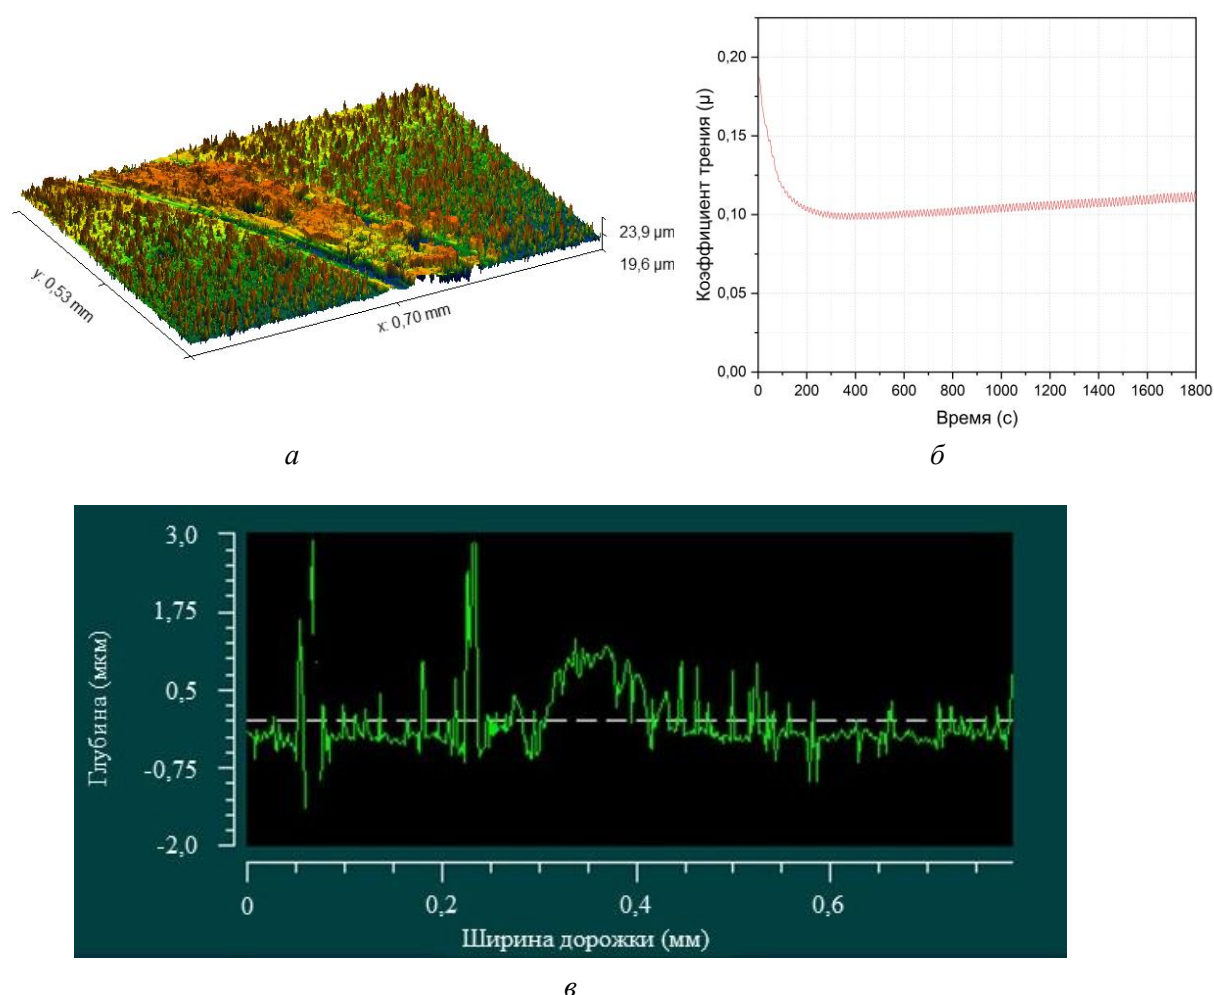 23,9 µm
19,6 µm
y: 0,53 mm
x: 0,70 mm
а
Коэффициент трения (μ)
0,20
0,15
0,10
0,05
0,00
0 200 400 600 800 1000 1200 1400 1600 1800
Время (с)
б
Глубина (мкм)
3,0
1,75
0,5
-0,75
-2,0
0 0,2 0,4 0,6
Ширина дорожки (мм)
в